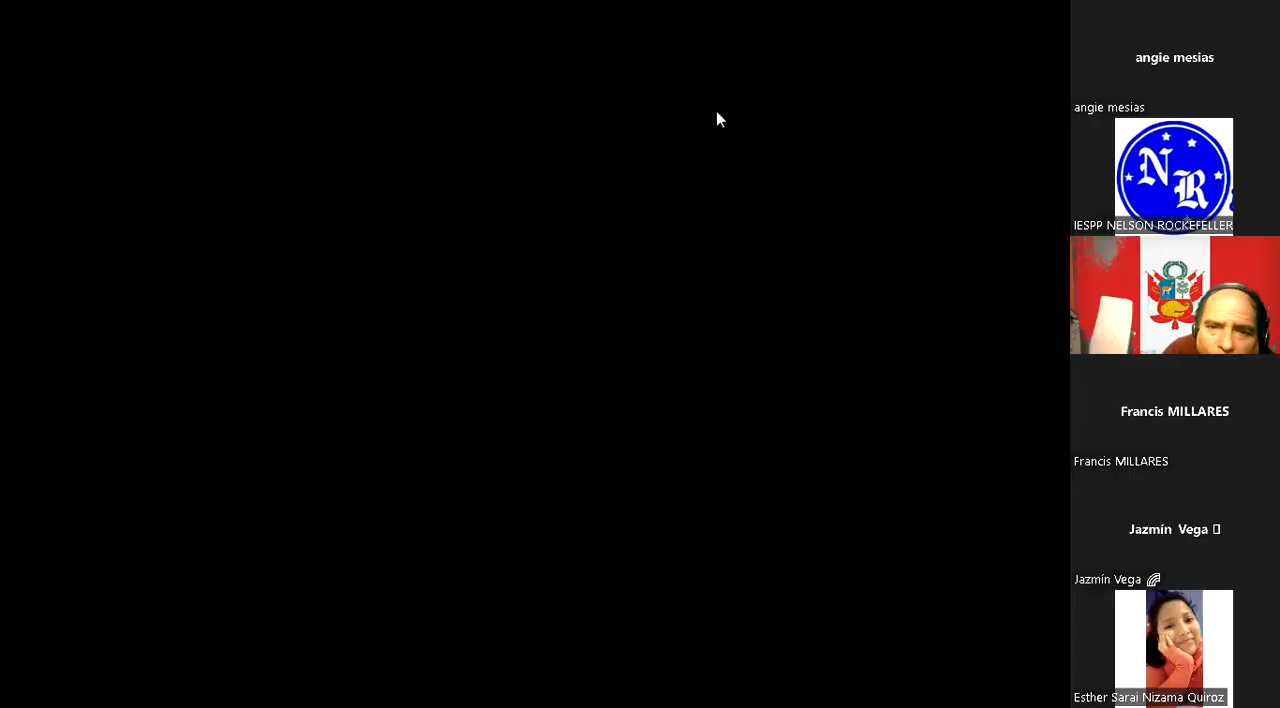 angie mesias
angie mesias
N
R
IESPP NELSON ROCKEFELLER
Francis MILLARES
Francis MILLARES
Jazmín Vega
Jazmín Vega 🌈
Esther Sarai Nizama Quiroz